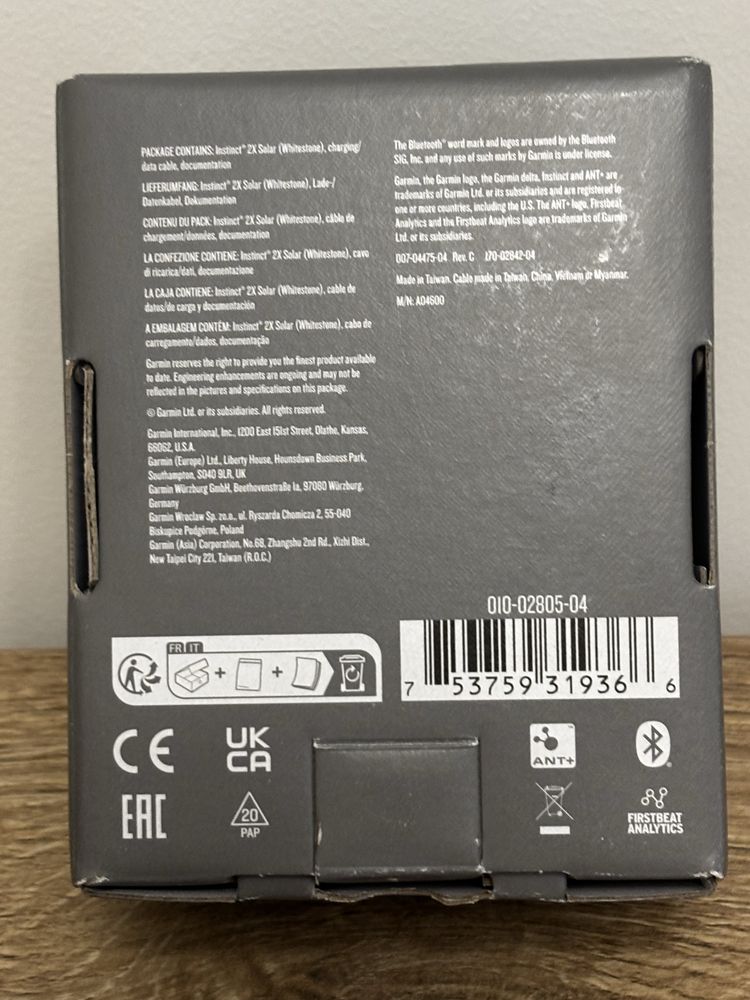 PACKAGE CONTAINS: Instinct® 2X Solar (Whitestone), charging/
data cable, documentation
LIEFERUMFANG: Instinct® 2X Solar (Whitestone), Lade-/
Datenkabel, Dokumentation
CONTENU DU PACK: Instinct® 2X Solar (Whitestone), câble de
chargement/données, documentation
LA CONFEZIONE CONTIENE: Instinct® 2X Solar (Whitestone), cavo
di ricarica/dati, documentazione
LA CAJA CONTIENE: Instinct® 2X Solar (Whitestone), cable de
datos/de carga y documentación
A EMBALAGEM CONTÉM: Instinct® 2X Solar (Whitestone), cabo de
carregamento/dados, documentação
Garmin reserves the right to provide you the finest product available
to date. Engineering enhancements are ongoing and may not be
reflected in the pictures and specifications on this package.
© Garmin Ltd. or its subsidiaries. All rights reserved.
Garmin International, Inc., 1200 East 151st Street, Olathe, Kansas,
66062, U.S.A.
Garmin (Europe) Ltd., Liberty House, Hounsdown Business Park,
Southampton, SO40 9LR, UK
Garmin Würzburg GmbH, Beethovenstraße 1a, 97080 Würzburg,
Germany
Garmin Wroclaw Sp. zo.o., ul. Ryszarda Chomicza 2, 55-040
Biskupice Podgórne, Poland
Garmin (Asia) Corporation, No.68, Zhangshu 2nd Rd., Xizhi Dist.,
New Taipei City 221, Taiwan (R.O.C.)
The Bluetooth® word mark and logos are owned by the Bluetooth
SIG, Inc. and any use of such marks by Garmin is under license.
Garmin, the Garmin logo, the Garmin delta, Instinct and ANT+ are
trademarks of Garmin Ltd. or its subsidiaries and are registered in
one or more countries, including the U.S. The ANT+ logo, Firstbeat
Analytics and the Firstbeat Analytics logo are trademarks of Garmin
Ltd. or its subsidiaries.
007-04475-04 Rev. C 170-02842-04
Made in Taiwan. Cable made in Taiwan, China, Vietnam or Myanmar.
M/N: A04600
010-02805-04
7 53759 31936 6
FR IT
CE
UK
CA
ANT+
EAC
20
PAP
FIRSTBEAT
ANALYTICS